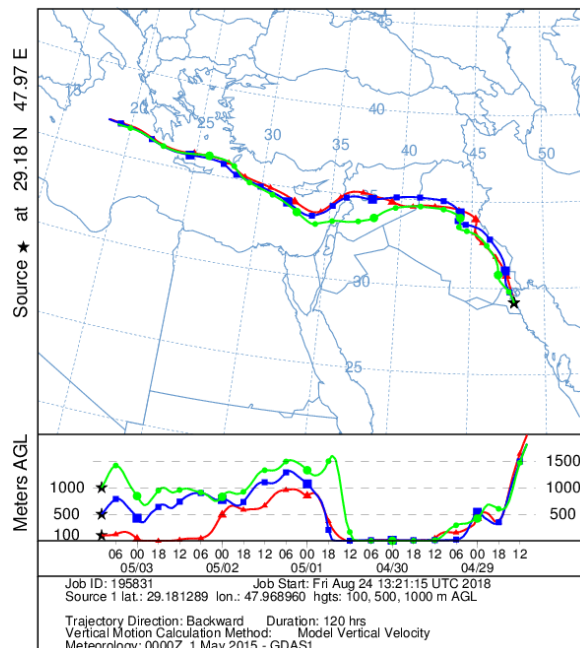 Source ★ at 29.18 N 47.97 E
45
15
20
25
30
35
40
45
50
40
35
30
25
Meters AGL
1500
1000
1000
500
500
100
06 00 18 12 06 00 18 12 06 00 18 12 06 00 18 12 06 00 18 12
05/03 05/02 05/01 04/30 04/29
Job ID: 195831 Job Start: Fri Aug 24 13:21:15 UTC 2018
Source 1 lat.: 29.181289 lon.: 47.968960 hgts: 100, 500, 1000 m AGL
Trajectory Direction: Backward Duration: 120 hrs
Vertical Motion Calculation Method: Model Vertical Velocity
Meteorology: 0000Z 1 May 2015 - GDAS1